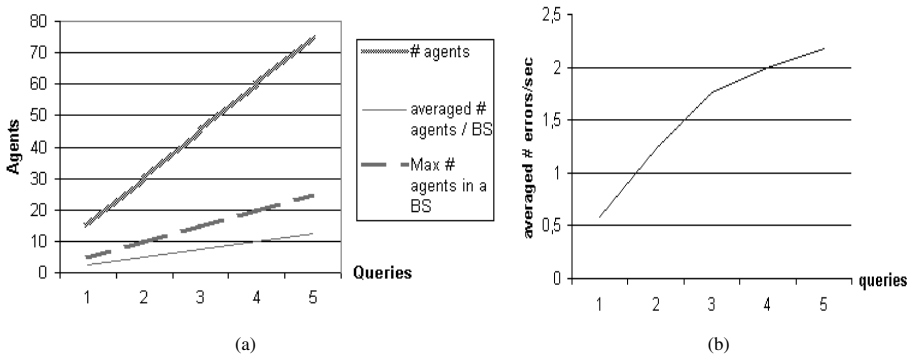 80
70
60
50
40
30
20
10
0
Agents
1 2 3 4 5
Queries
# agents
averaged #
agents / BS
Max #
agents in a
BS
(a)
2,5
2
1,5
1
0,5
0
averaged # errors/sec
1 2 3 4 5
queries
(b)